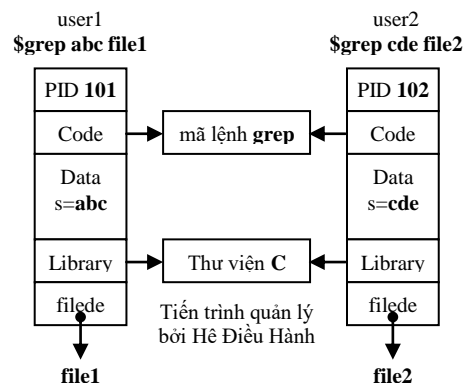 user1
$grep abc file1
user2
$grep cde file2
PID 101
PID 102
Code
mã lệnh grep
Code
Data
s=abc
Data
s=cde
Library
Thư viện C
Library
filede
filede
Tiến trình quản lý
bởi Hê Điều Hành
file1
file2